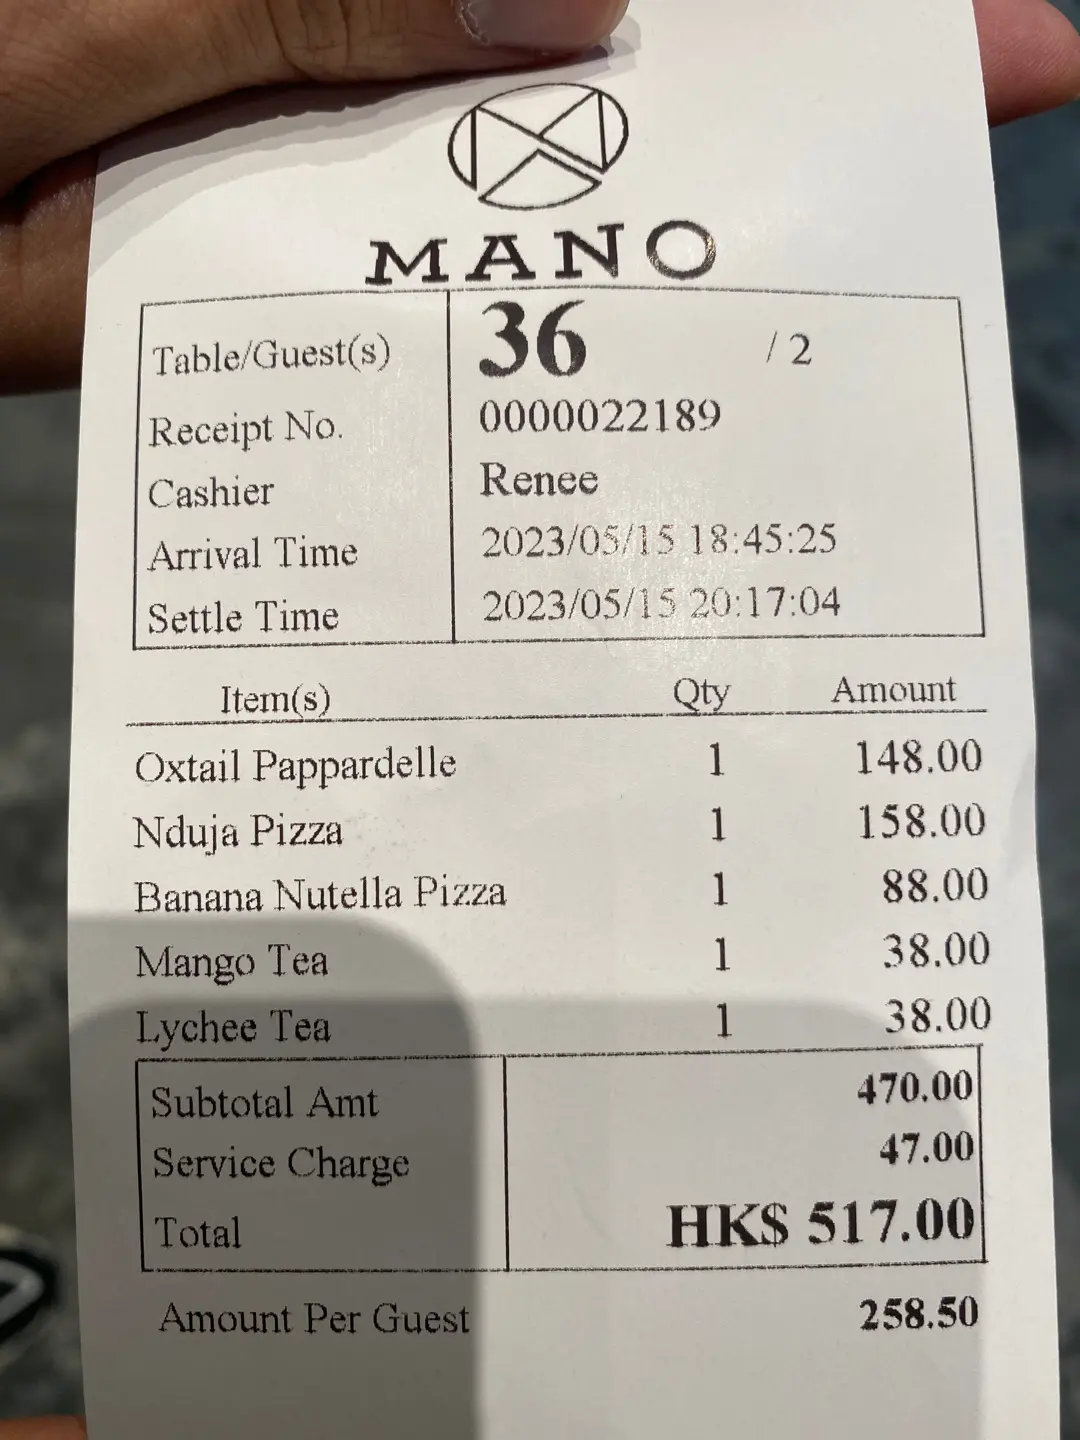 MANO
Table/Guest(s) 36 / 2
Receipt No. 0000022189
Cashier Renee
Arrival Time 2023/05/15 18:45:25
Settle Time 2023/05/15 20:17:04
Item(s) Qty Amount
Oxtail Pappardelle 1 148.00
Nduja Pizza 1 158.00
Banana Nutella Pizza 1 88.00
Mango Tea 1 38.00
Lychee Tea 1 38.00
Subtotal Amt 470.00
Service Charge 47.00
Total HK$ 517.00
Amount Per Guest 258.50